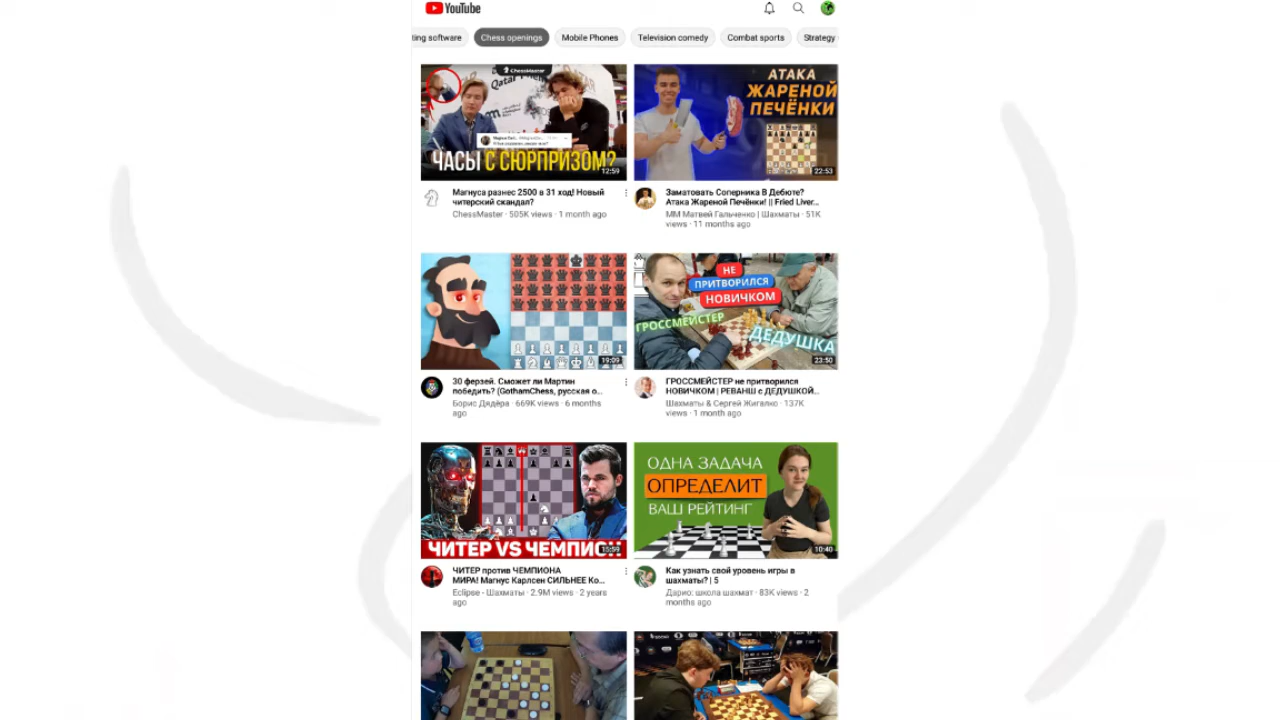 YouTube
ting software
Chess openings
Mobile Phones
Television comedy
Combat sports
Strategy
ChessMaster
Qatar
ЧАСЫ С СЮРПРИЗОМ?
12:59
АТАКА
ЖАРЕНОЙ
ПЕЧЁНКИ
22:53
Магнуса разнес 2500 в 31 ход! Новый
читерский скандал?
ChessMaster · 505K views · 1 month ago
Заматовать Соперника В Дебюте?
Атака Жареной Печёнки! || Fried Liver...
ММ Матвей Гальченко | Шахматы · 51K
views · 11 months ago
19:09
НЕ
ПРИТВОРИЛСЯ
НОВИЧКОМ
ГРОССМЕЙСТЕР
ДЕДУШКА
23:50
30 ферзей. Сможет ли Мартин
победить? (GothamChess, русская о...
Борис Дядёра · 669K views · 6 months
ago
ГРОССМЕЙСТЕР не притворился
НОВИЧКОМ | РЕВАНШ с ДЕДУШКОЙ...
Шахматы & Сергей Жигалко · 137K
views · 1 month ago
ЧИТЕР VS ЧЕМПИОН
15:59
ОДНА ЗАДАЧА
ОПРЕДЕЛИТ
ВАШ РЕЙТИНГ
10:40
ЧИТЕР против ЧЕМПИОНА
МИРА! Магнус Карлсен СИЛЬНЕЕ Ко...
Eclipse - Шахматы · 2.9M views · 2 years
ago
Как узнать свой уровень игры в
шахматы? | 5
Дарио: школа шахмат · 83K views · 2
months ago